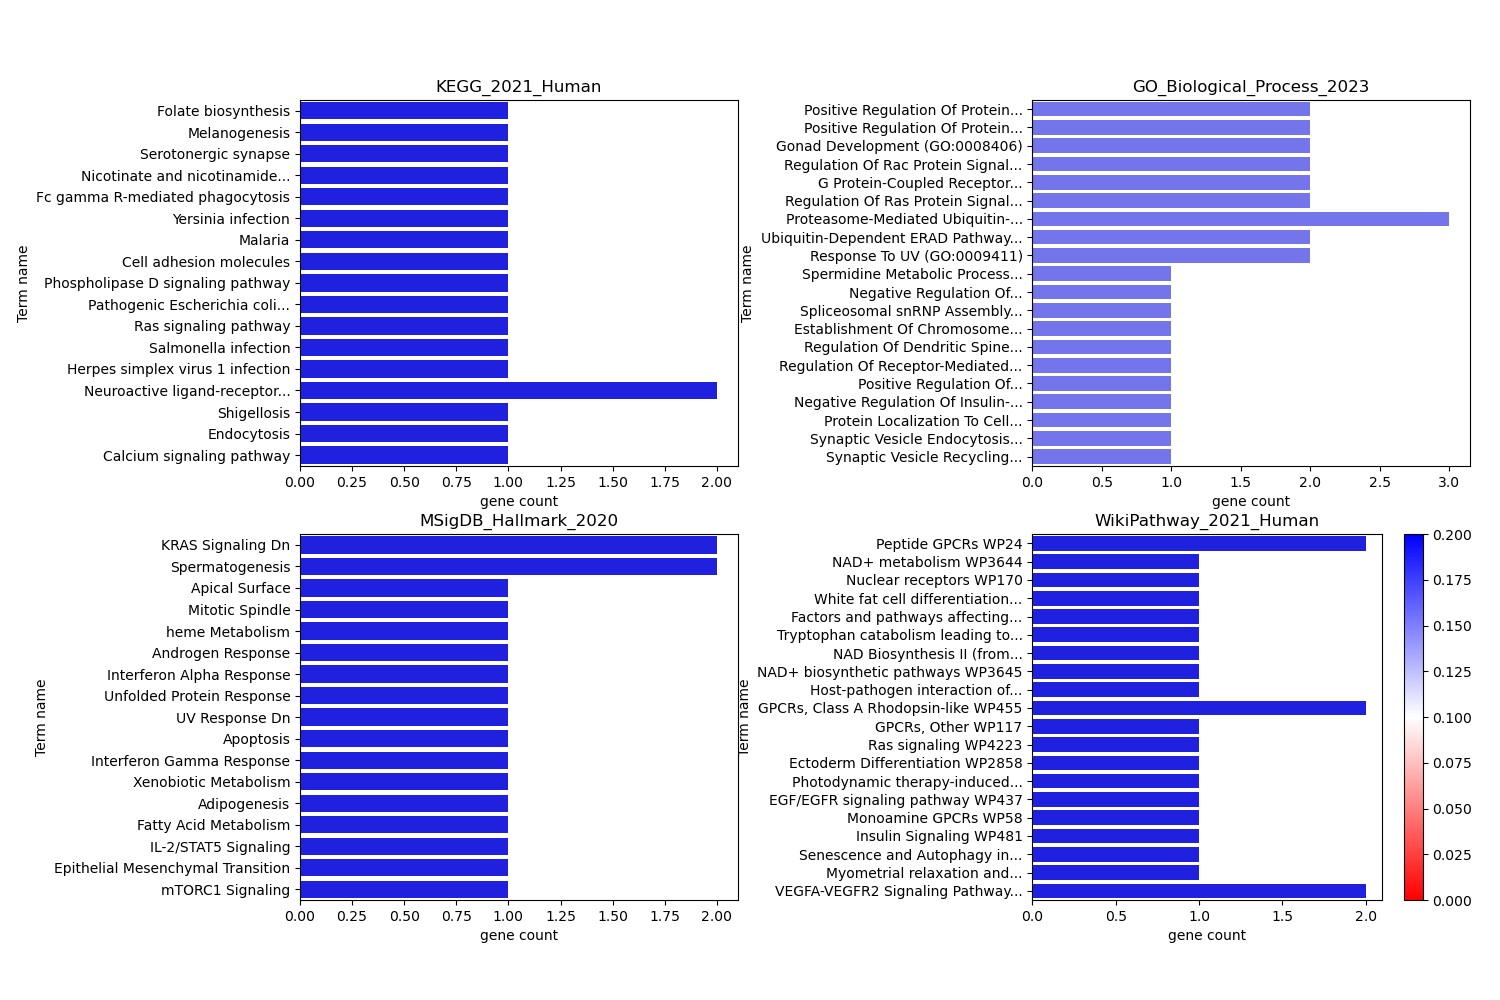 KEGG_2021_Human
Term name
Folate biosynthesis
Melanogenesis
Serotonergic synapse
Nicotinate and nicotinamide...
Fc gamma R-mediated phagocytosis
Yersinia infection
Malaria
Cell adhesion molecules
Phospholipase D signaling pathway
Pathogenic Escherichia coli...
Ras signaling pathway
Salmonella infection
Herpes simplex virus 1 infection
Neuroactive ligand-receptor...
Shigellosis
Endocytosis
Calcium signaling pathway
0.00 0.25 0.50 0.75 1.00 1.25 1.50 1.75 2.00
gene count
GO_Biological_Process_2023
Term name
Positive Regulation Of Protein...
Positive Regulation Of Protein...
Gonad Development (GO:0008406)
Regulation Of Rac Protein Signal...
G Protein-Coupled Receptor...
Regulation Of Ras Protein Signal...
Proteasome-Mediated Ubiquitin-...
Ubiquitin-Dependent ERAD Pathway...
Response To UV (GO:0009411)
Spermidine Metabolic Process...
Negative Regulation Of...
Spliceosomal snRNP Assembly...
Establishment Of Chromosome...
Regulation Of Dendritic Spine...
Regulation Of Receptor-Mediated...
Positive Regulation Of...
Negative Regulation Of Insulin-...
Protein Localization To Cell...
Synaptic Vesicle Endocytosis...
Synaptic Vesicle Recycling...
0.0 0.5 1.0 1.5 2.0 2.5 3.0
gene count
MSigDB_Hallmark_2020
Term name
KRAS Signaling Dn
Spermatogenesis
Apical Surface
Mitotic Spindle
heme Metabolism
Androgen Response
Interferon Alpha Response
Unfolded Protein Response
UV Response Dn
Apoptosis
Interferon Gamma Response
Xenobiotic Metabolism
Adipogenesis
Fatty Acid Metabolism
IL-2/STAT5 Signaling
Epithelial Mesenchymal Transition
mTORC1 Signaling
0.00 0.25 0.50 0.75 1.00 1.25 1.50 1.75 2.00
gene count
WikiPathway_2021_Human
Term name
Peptide GPCRs WP24
NAD+ metabolism WP3644
Nuclear receptors WP170
White fat cell differentiation...
Factors and pathways affecting...
Tryptophan catabolism leading to...
NAD Biosynthesis II (from...
NAD+ biosynthetic pathways WP3645
Host-pathogen interaction of...
GPCRs, Class A Rhodopsin-like WP455
GPCRs, Other WP117
Ras signaling WP4223
Ectoderm Differentiation WP2858
Photodynamic therapy-induced...
EGF/EGFR signaling pathway WP437
Monoamine GPCRs WP58
Insulin Signaling WP481
Senescence and Autophagy in...
Myometrial relaxation and...
VEGFA-VEGFR2 Signaling Pathway...
0.0 0.5 1.0 1.5 2.0
gene count
0.200
0.175
0.150
0.125
0.100
0.075
0.050
0.025
0.000